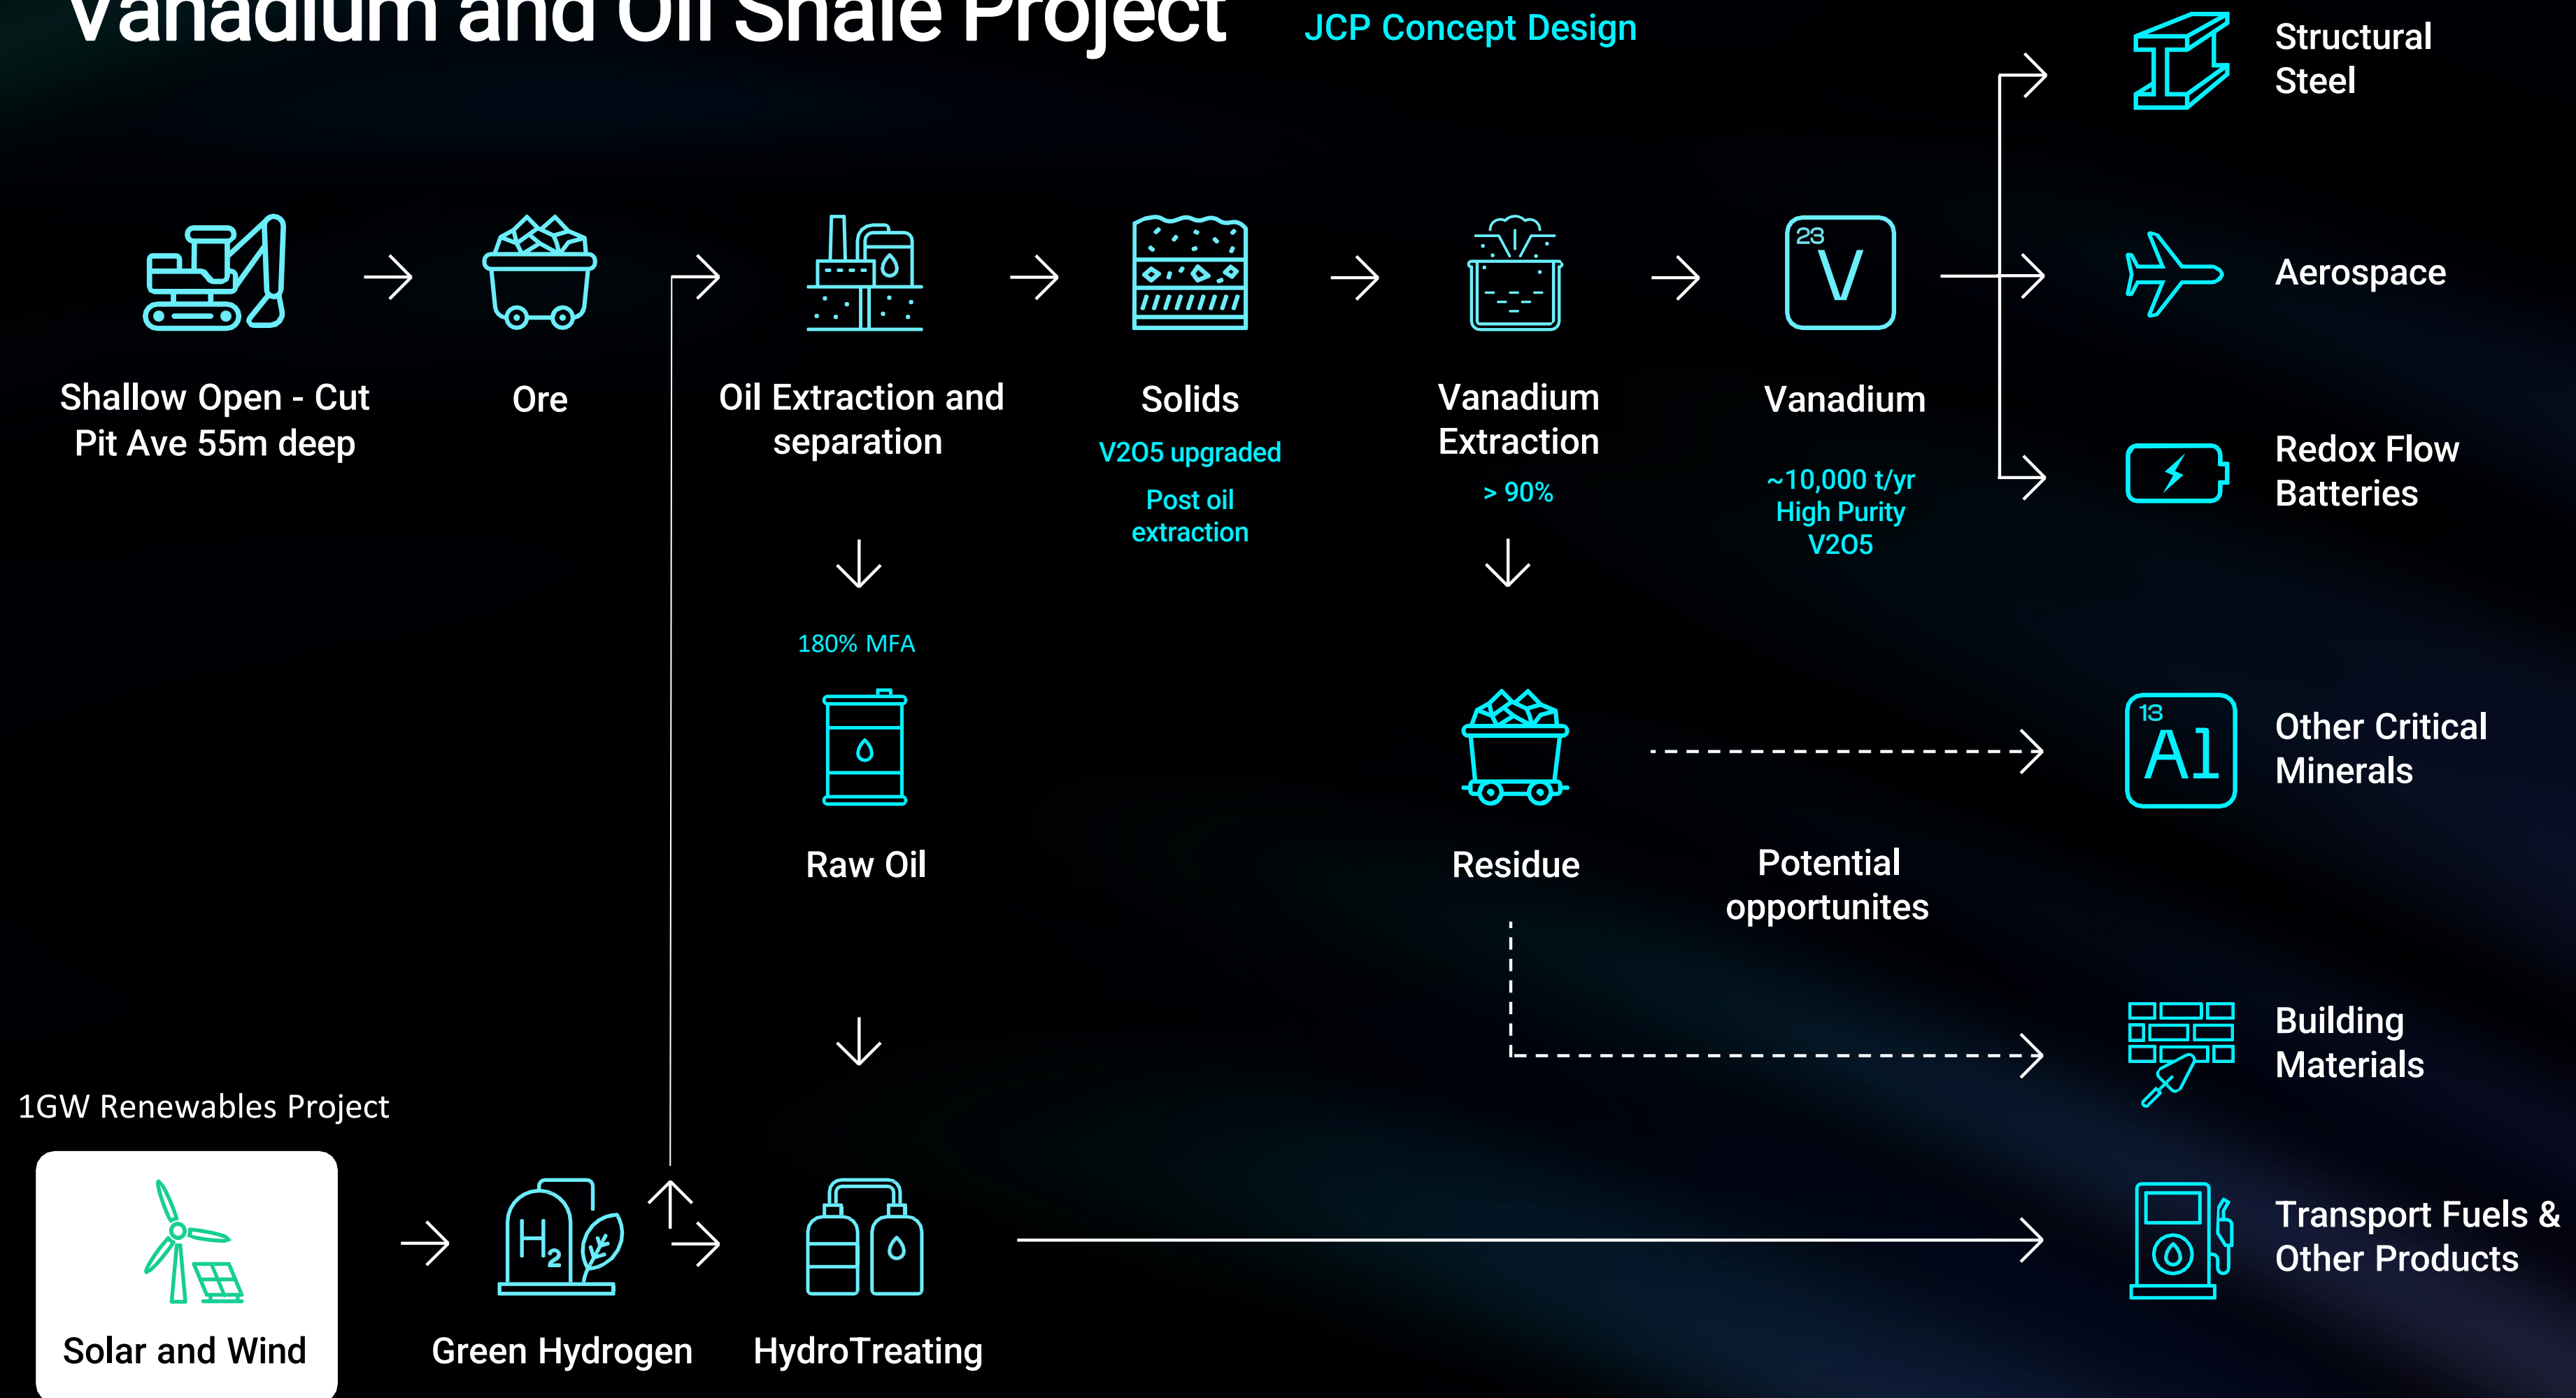 Vanadium and Oil Shale Project
JCP Concept Design
Structural
Steel
23
V
Aerospace
Shallow Open - Cut
Pit Ave 55m deep
Ore
Oil Extraction and
separation
Solids
V2O5 upgraded
Post oil
extraction
Vanadium
Extraction
> 90%
Vanadium
~10,000 t/yr
High Purity
V2O5
Redox Flow
Batteries
180% MFA
Raw Oil
Residue
Potential
opportunites
13
Al
Other Critical
Minerals
Building
Materials
1GW Renewables Project
Solar and Wind
H2
Green Hydrogen
HydroTreating
Transport Fuels &
Other Products